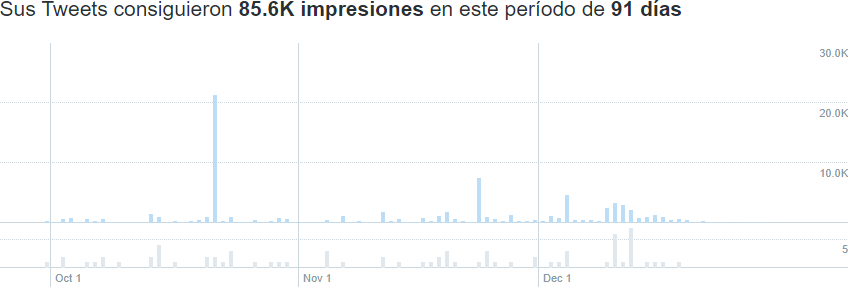 Sus Tweets consiguieron 85.6K impresiones en este período de 91 días
30.0K
20.0K
10.0K
5
Oct 1 Nov 1 Dec 1